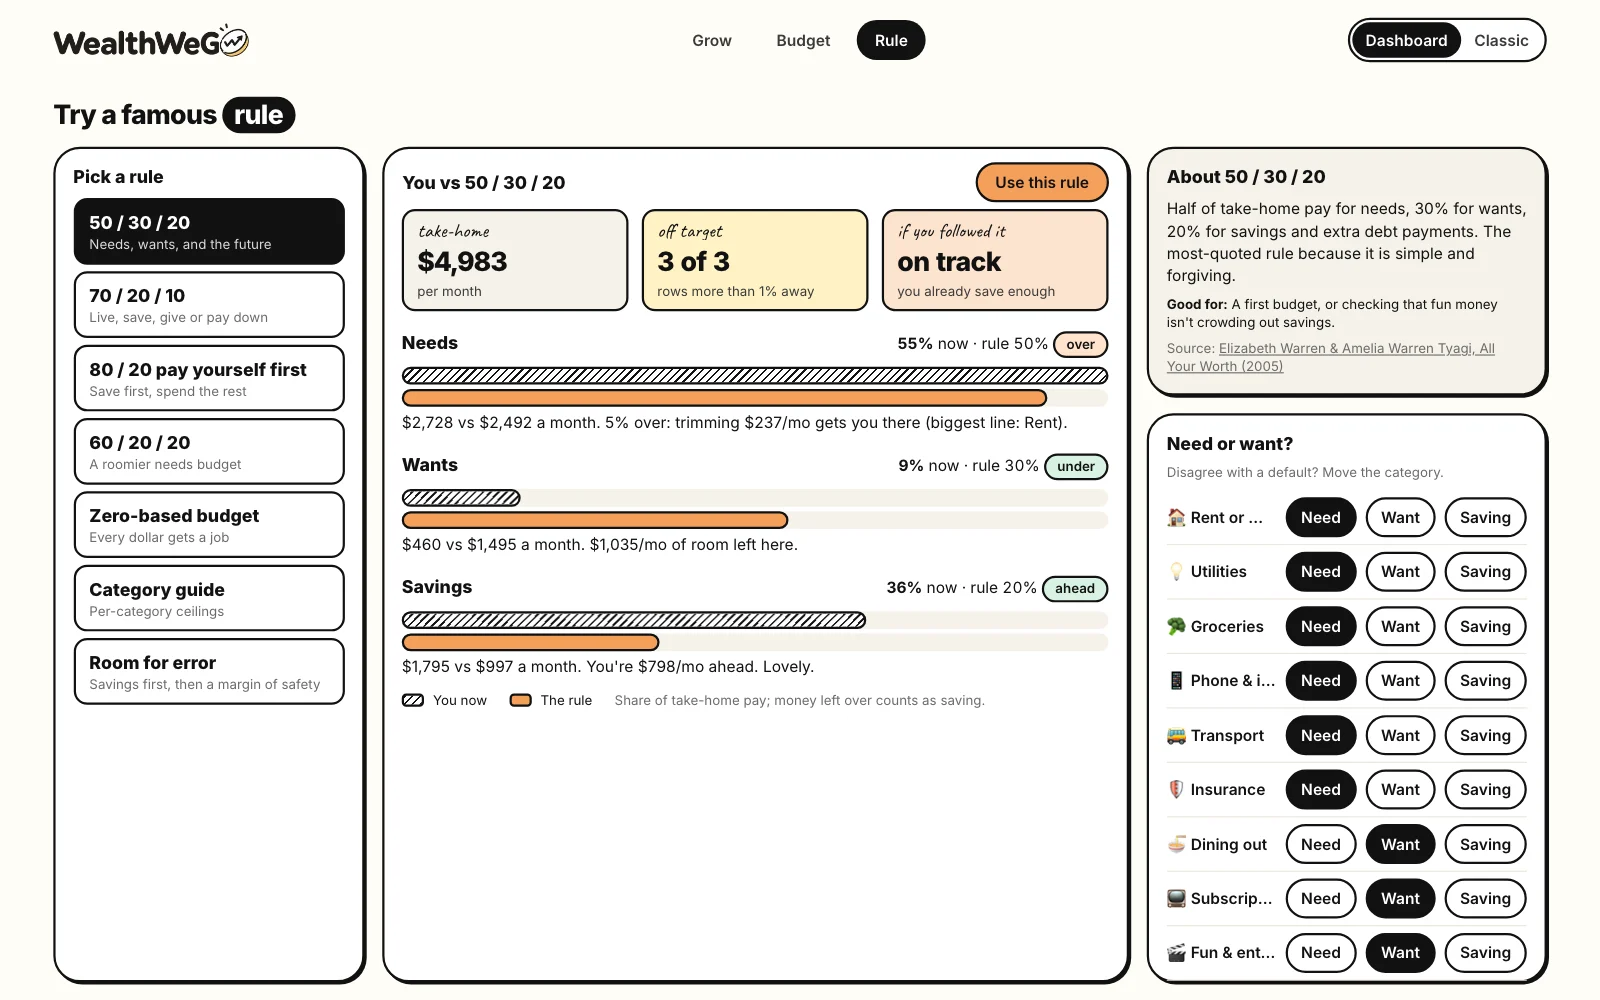 WealthWeGo
Grow
Budget
Rule
Dashboard
Classic
Try a famous rule
Pick a rule
50 / 30 / 20
Needs, wants, and the future
70 / 20 / 10
Live, save, give or pay down
80 / 20 pay yourself first
Save first, spend the rest
60 / 20 / 20
A roomier needs budget
Zero-based budget
Every dollar gets a job
Category guide
Per-category ceilings
Room for error
Savings first, then a margin of safety
You vs 50 / 30 / 20
Use this rule
take-home
$4,983
per month
off target
3 of 3
rows more than 1% away
if you followed it
on track
you already save enough
Needs
55% now · rule 50% over
$2,728 vs $2,492 a month. 5% over: trimming $237/mo gets you there (biggest line: Rent).
Wants
9% now · rule 30% under
$460 vs $1,495 a month. $1,035/mo of room left here.
Savings
36% now · rule 20% ahead
$1,795 vs $997 a month. You're $798/mo ahead. Lovely.
You now
The rule
Share of take-home pay; money left over counts as saving.
About 50 / 30 / 20
Half of take-home pay for needs, 30% for wants,
20% for savings and extra debt payments. The
most-quoted rule because it is simple and
forgiving.
Good for: A first budget, or checking that fun money
isn't crowding out savings.
Source: Elizabeth Warren & Amelia Warren Tyagi, All
Your Worth (2005)
Need or want?
Disagree with a default? Move the category.
Rent or ... Need Want Saving
Utilities Need Want Saving
Groceries Need Want Saving
Phone & i... Need Want Saving
Transport Need Want Saving
Insurance Need Want Saving
Dining out Need Want Saving
Subscrip... Need Want Saving
Fun & ent... Need Want Saving